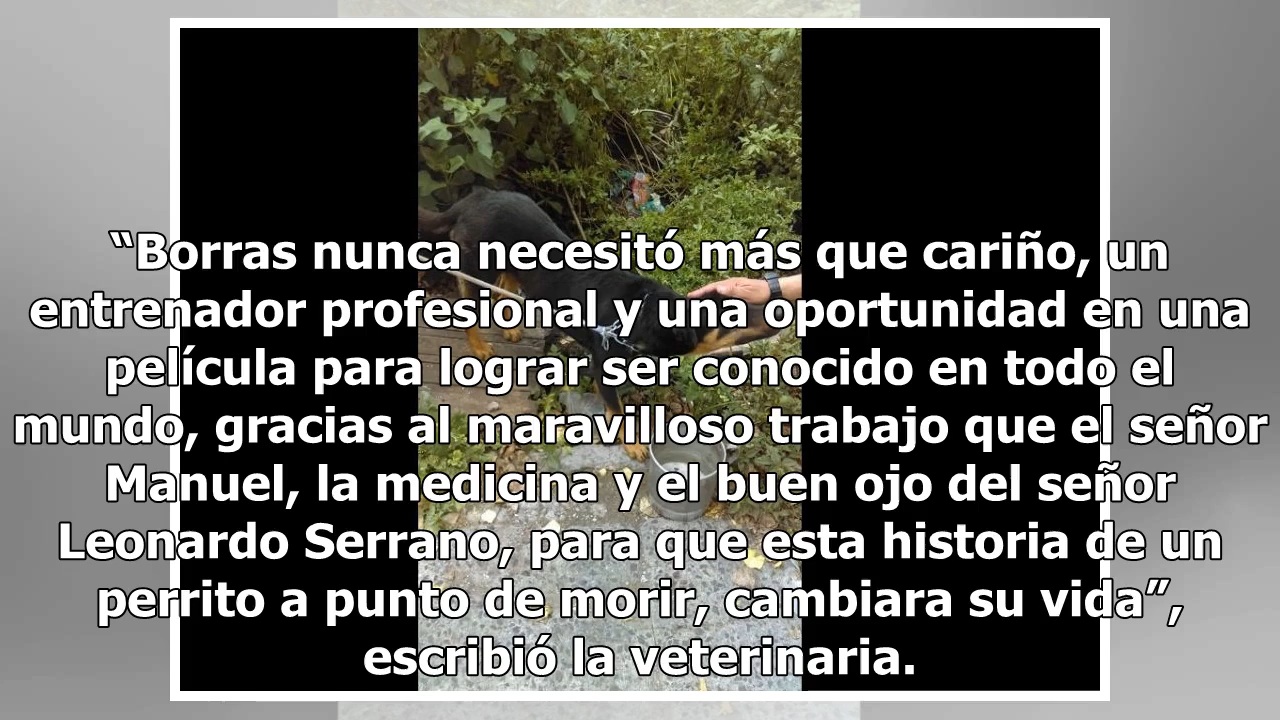 “Borras nunca necesitó más que cariño, un
entrenador profesional y una oportunidad en una
película para lograr ser conocido en todo el
mundo, gracias al maravilloso trabajo que el señor
Manuel, la medicina y el buen ojo del señor
Leonardo Serrano, para que esta historia de un
perrito a punto de morir, cambiara su vida”,
escribió la veterinaria.